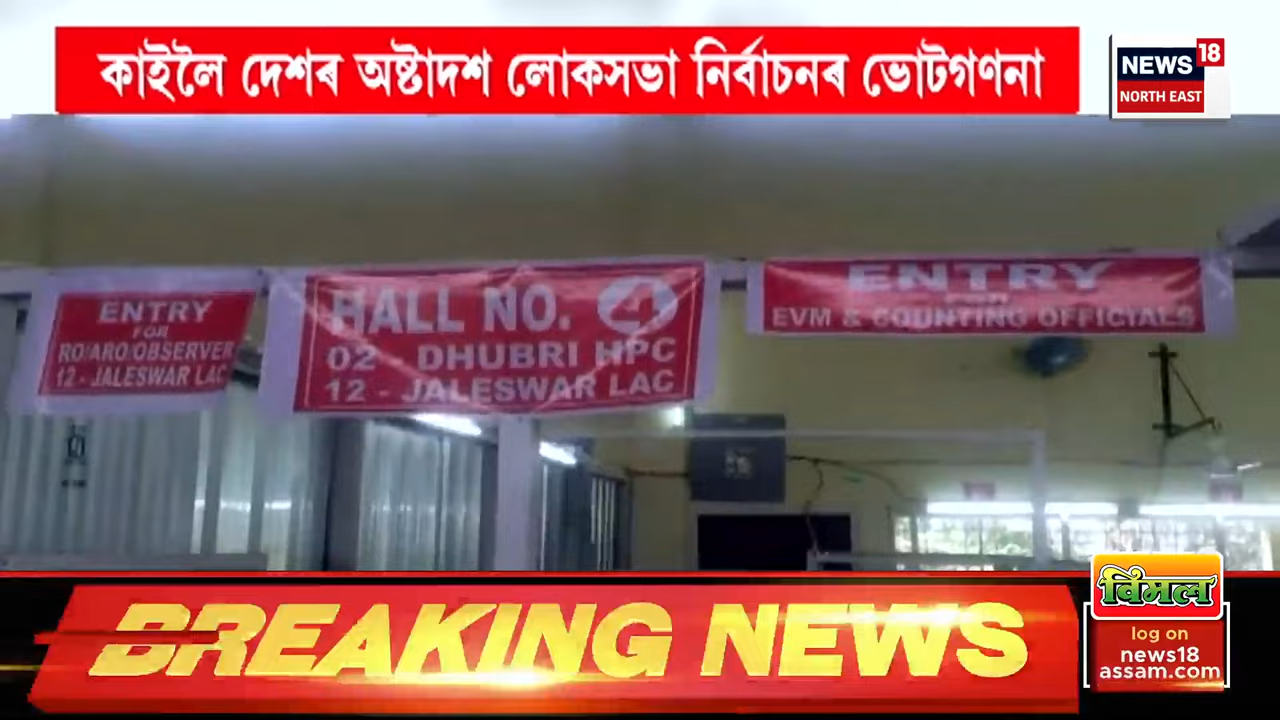 কাইলৈ দেশৰ অষ্টাদশ লোকসভা নিৰ্বাচনৰ ভোটগণনা
NEWS 18
NORTH EAST
ENTRY
FOR
RO/ARO/OBSERVER
12 - JALESWAR LAC
HALL NO. 4
02 - DHUBRI HPC
12 - JALESWAR LAC
ENTRY
EVM & COUNTING OFFICIALS
BREAKING NEWS
विमल
log on
news18
assam.com